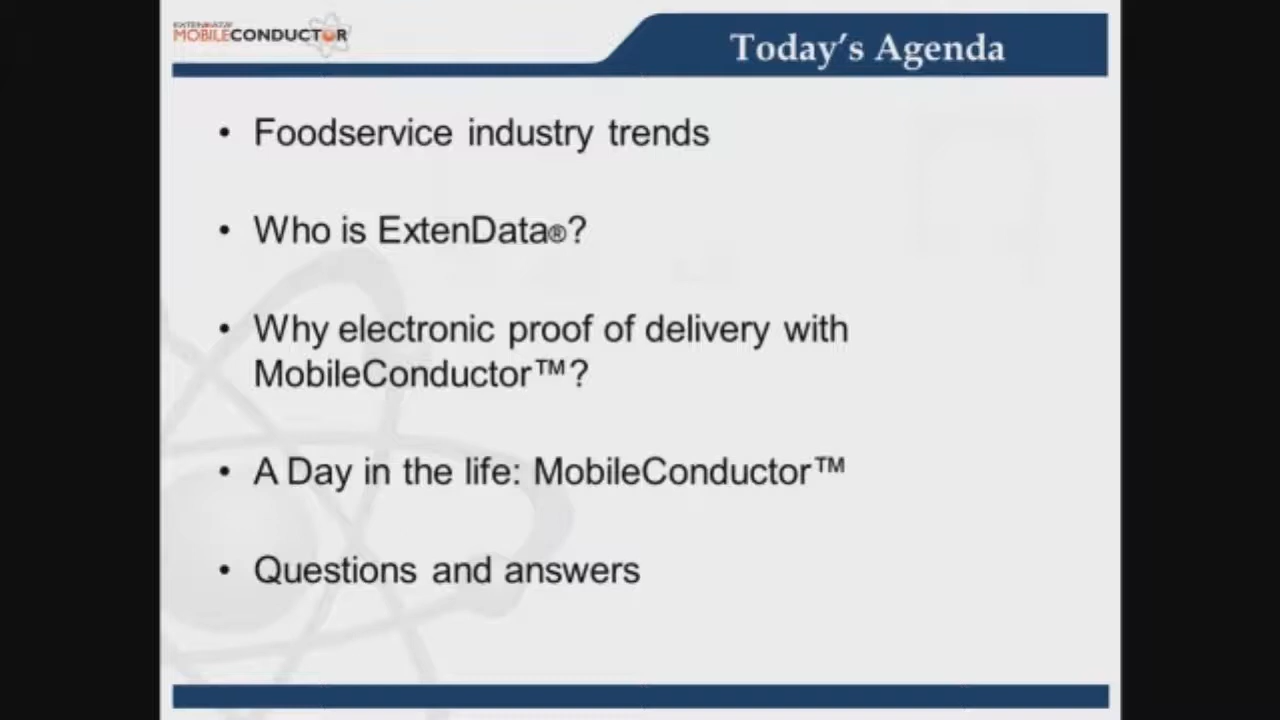 EXTENDATA
MOBILECONDUCTOR
Today's Agenda
• Foodservice industry trends
• Who is ExtenData®?
• Why electronic proof of delivery with
MobileConductor™?
• A Day in the life: MobileConductor™
• Questions and answers